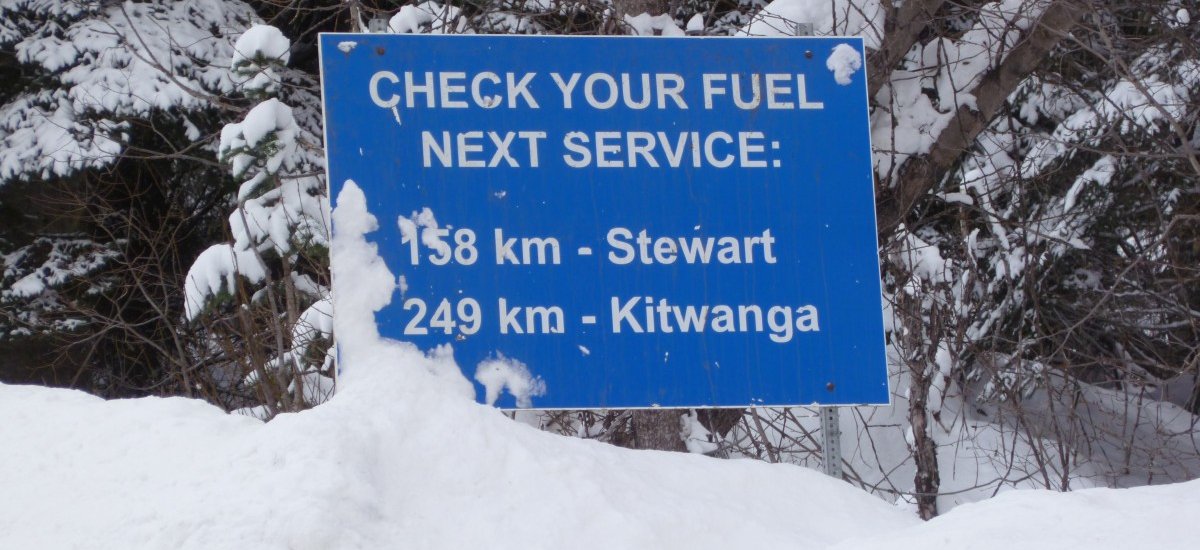 CHECK YOUR FUEL
NEXT SERVICE:
158 km - Stewart
249 km - Kitwanga